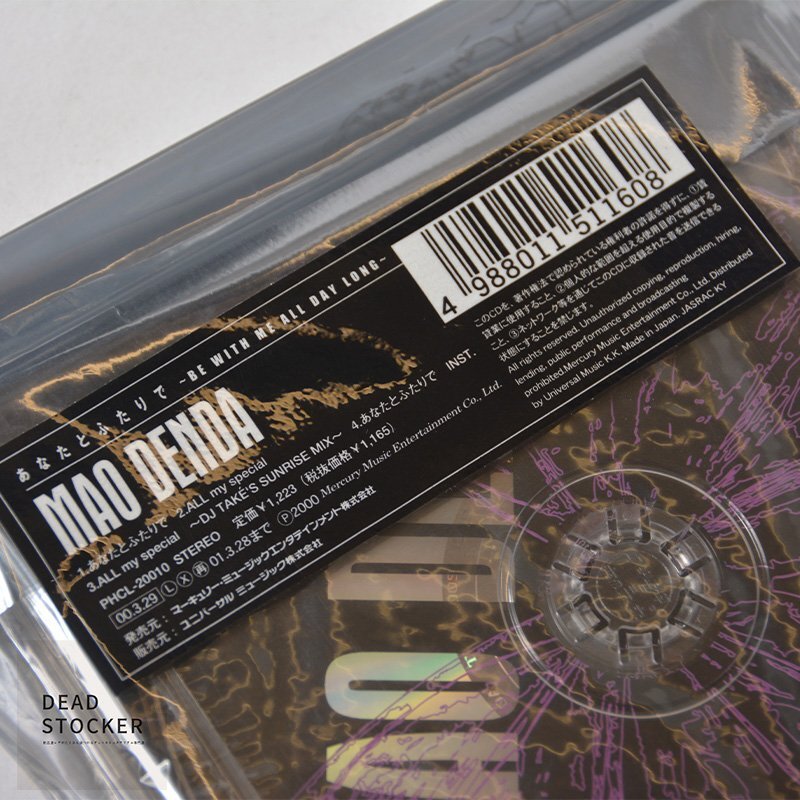 4 988011 511608
このCDを、著作権法で認められている権利者の許諾を得ずに、①賃
貸業に使用すること、②個人的な範囲を超える使用目的で複製する
こと、③ネットワーク等を通じてこのCDに収録された音を送信できる
状態にすることを禁じます。
All rights reserved. Unauthorized copying, reproduction, hiring,
lending, public performance and broadcasting
prohibited.Mercury Music Entertainment Co., Ltd. Distributed
by Universal Music K.K. Made in Japan. JASRAC KY
あなたとふたりで ~BE WITH ME ALL DAY LONG~
MAO DENDA
1.あなたとふたりで 2.ALL my special
3.ALL my special ~DJ TAKÉ'S SUNRISE MIX~ 4.あなたとふたりで INST.
PHCL-20010 STEREO 定価¥1,223 (税抜価格¥1,165)
00.3.29 L X 再 01.3.28まで Ⓟ2000 Mercury Music Entertainment Co., Ltd.
発売元:マーキュリー・ミュージックエンタテインメント株式会社
販売元:ユニバーサル ミュージック株式会社
DEAD
STOCKER